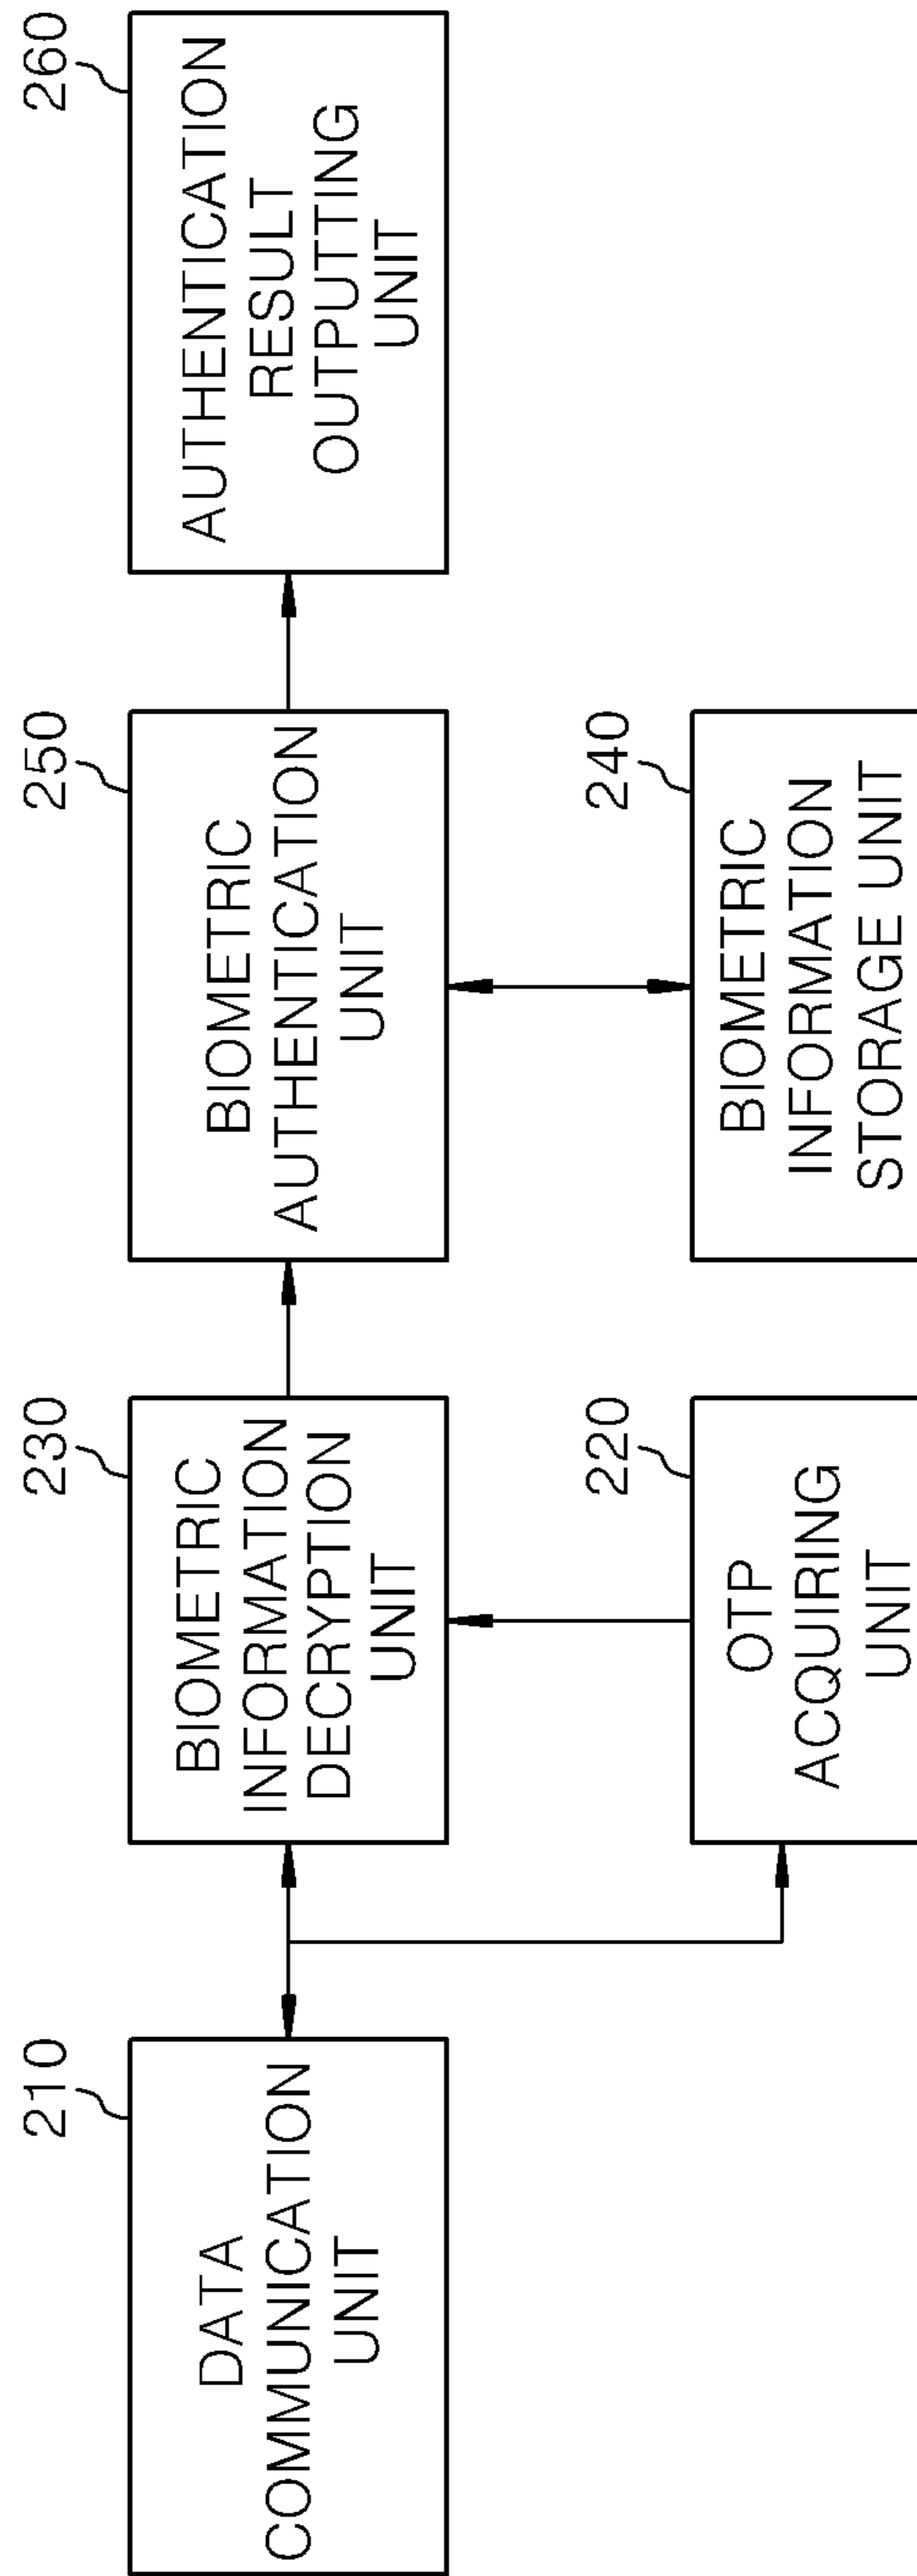 210
DATA
COMMUNICATION
UNIT
230
BIOMETRIC
INFORMATION
DECRYPTION
UNIT
250
BIOMETRIC
AUTHENTICATION
UNIT
260
AUTHENTICATION
RESULT
OUTPUTTING
UNIT
220
OTP
ACQUIRING
UNIT
240
BIOMETRIC
INFORMATION
STORAGE UNIT